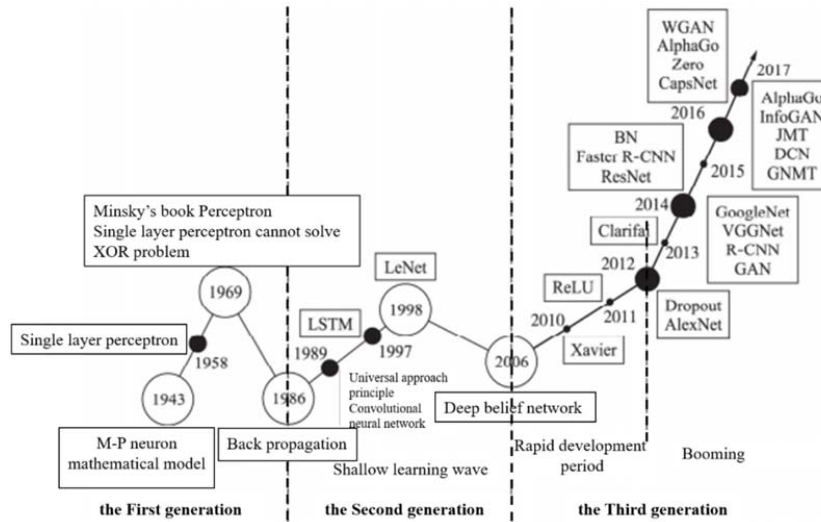 WGAN
AlphaGo
Zero
CapsNet
2017
2016
AlphaGo
InfoGAN
JMT
DCN
GNMT
BN
Faster R-CNN
ResNet
2015
2014
Minsky's book Perceptron
Single layer perceptron cannot solve
XOR problem
Clarifai
2013
GoogleNet
VGGNet
R-CNN
GAN
LeNet
2012
1969
1998
ReLU
LSTM
2010
2011
Dropout
AlexNet
Single layer perceptron
1958
1989
1997
2006
Xavier
1943
1986
Universal approach
principle
Convolutional
neural network
Deep belief network
M-P neuron
mathematical model
Back propagation
Shallow learning wave
Rapid development
period
Booming
the First generation
the Second generation
the Third generation